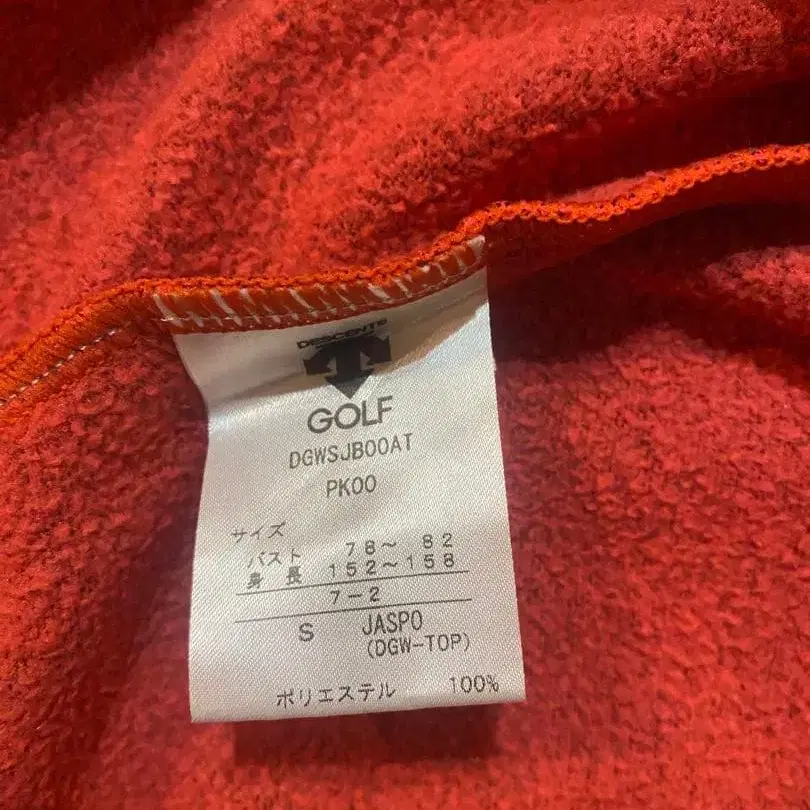 DESCENTE
GOLF
DGWSJB00AT
PK00
サイズ
バスト 78〜 82
身 長 152〜158
7-2
S JASPO
(DGW-TOP)
ポリエステル 100%